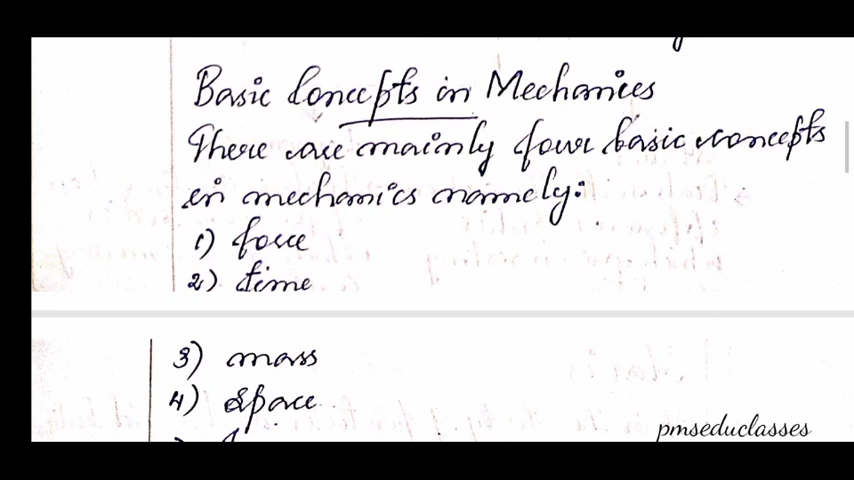 Basic Concepts in Mechanics
There are mainly four basic concepts
in mechanics namely:
1) force
2) time
3) mass
4) Space
pmseduclasses